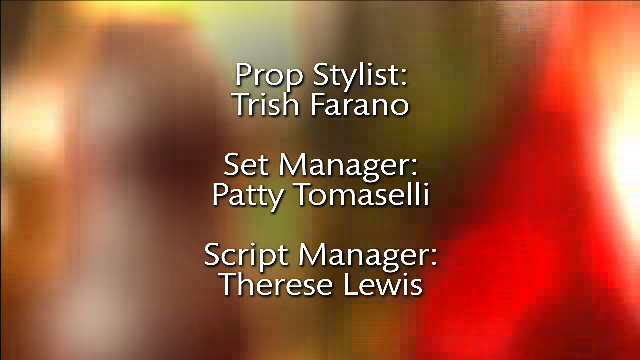 Prop Stylist:
Trish Farano
Set Manager:
Patty Tomaselli
Script Manager:
Therese Lewis